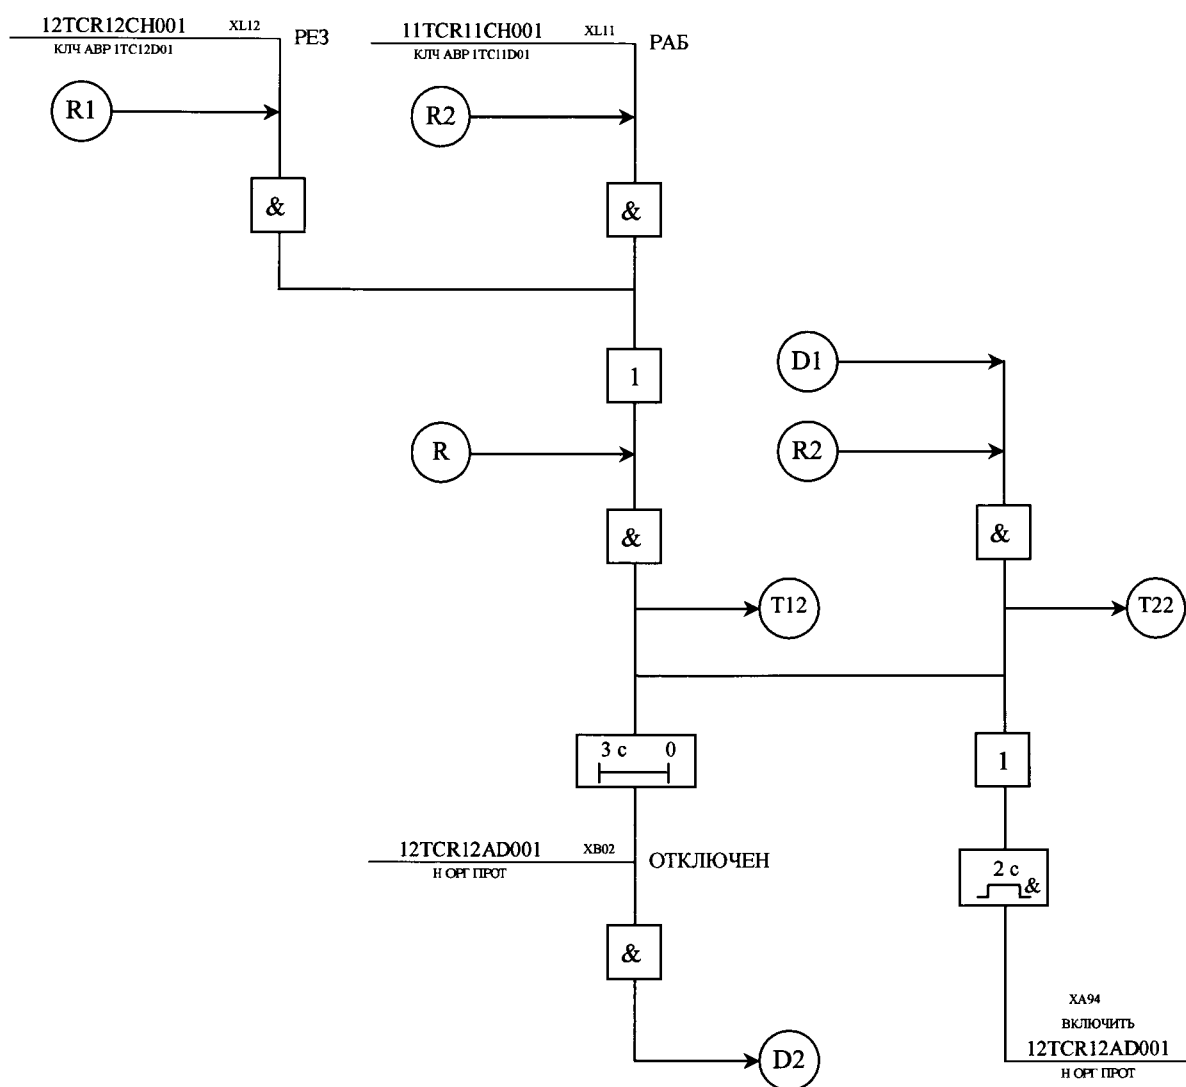 12TCR12CH001 XL12 РЕЗ
КЛЧ АВР 1TC12D01
11TCR11CH001 XL11 РАБ
КЛЧ АВР 1TC11D01
R1
R2
&
&
1
D1
R
R2
&
&
T12
T22
3 с 0
1
12TCR12AD001 XB02 ОТКЛЮЧЕН
Н ОРГ ПРОТ
2 с
&
&
XA94
ВКЛЮЧИТЬ
12TCR12AD001
Н ОРГ ПРОТ
D2